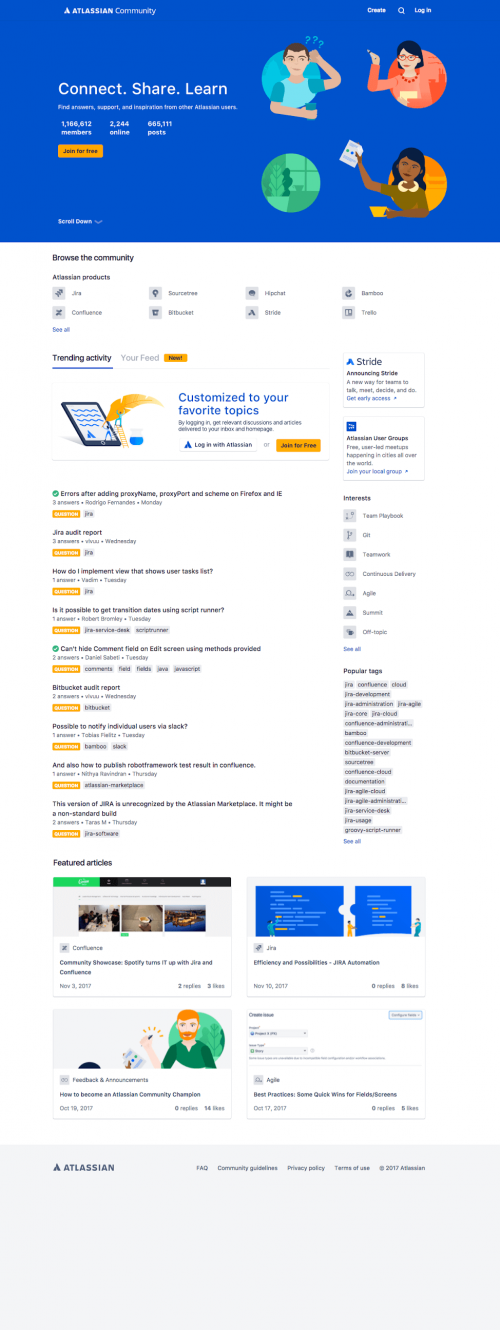 ATLASSIAN Community
Create
Log in
???
Connect. Share. Learn
Find answers, support, and inspiration from other Atlassian users.
1,166,612 2,244 665,111
members online posts
Join for free
Scroll Down
Browse the community
Atlassian products
Jira Sourcetree Hipchat Bamboo
Confluence Bitbucket Stride Trello
See all
Trending activity Your Feed New!
Customized to your
favorite topics
By logging in, get relevant discussions and articles
delivered to your inbox and homepage.
Log in with Atlassian or Join for Free
Errors after adding proxyName, proxyPort and scheme on Firefox and IE
3 answers • Rodrigo Fernandes • Monday
QUESTION jira
Jira audit report
3 answers • vivuu • Wednesday
QUESTION jira
How do I implement view that shows user tasks list?
1 answer • Vadim • Tuesday
QUESTION jira
Is it possible to get transition dates using script runner?
1 answer • Robert Bromley • Tuesday
QUESTION jira-service-desk scriptrunner
Can't hide Comment field on Edit screen using methods provided
2 answers • Daniel Sabeti • Tuesday
QUESTION comments field fields java javascript
Bitbucket audit report
2 answers • vivuu • Wednesday
QUESTION bitbucket
Possible to notify individual users via slack?
1 answer • Tobias Fielitz • Tuesday
QUESTION bamboo slack
And also how to publish robotframework test result in confluence.
1 answer • Nithya Ravindran • Thursday
QUESTION atlassian-marketplace
This version of JIRA is unrecognized by the Atlassian Marketplace. It might be
a non-standard build
2 answers • Taras M • Thursday
QUESTION jira-software
Stride
Announcing Stride
A new way for teams to
talk, meet, decide, and do.
Get early access
Atlassian User Groups
Free, user-led meetups
happening in cities all over
the world.
Join your local group
Interests
Team Playbook
Git
Teamwork
Continuous Delivery
Agile
Summit
Off-topic
See all
Popular tags
jira confluence cloud
jira-development
jira-administration jira-agile
jira-core jira-cloud
confluence-administrati...
bamboo
confluence-development
bitbucket-server
sourcetree
confluence-cloud
documentation
jira-agile-cloud
jira-agile-administrati...
jira-service-desk
jira-usage
groovy-script-runner
See all
Featured articles
Confluence
Community Showcase: Spotify turns IT up with Jira and
Confluence
Nov 3, 2017 2 replies 3 likes
Jira
Efficiency and Possibilities - JIRA Automation
Nov 10, 2017 0 replies 8 likes
Feedback & Announcements
How to become an Atlassian Community Champion
Oct 19, 2017 0 replies 14 likes
Create issue
Project
Issue Type
Story
Agile
Best Practices: Some Quick Wins for Fields/Screens
Oct 17, 2017 0 replies 5 likes
ATLASSIAN
FAQ Community guidelines Privacy policy Terms of use © 2017 Atlassian